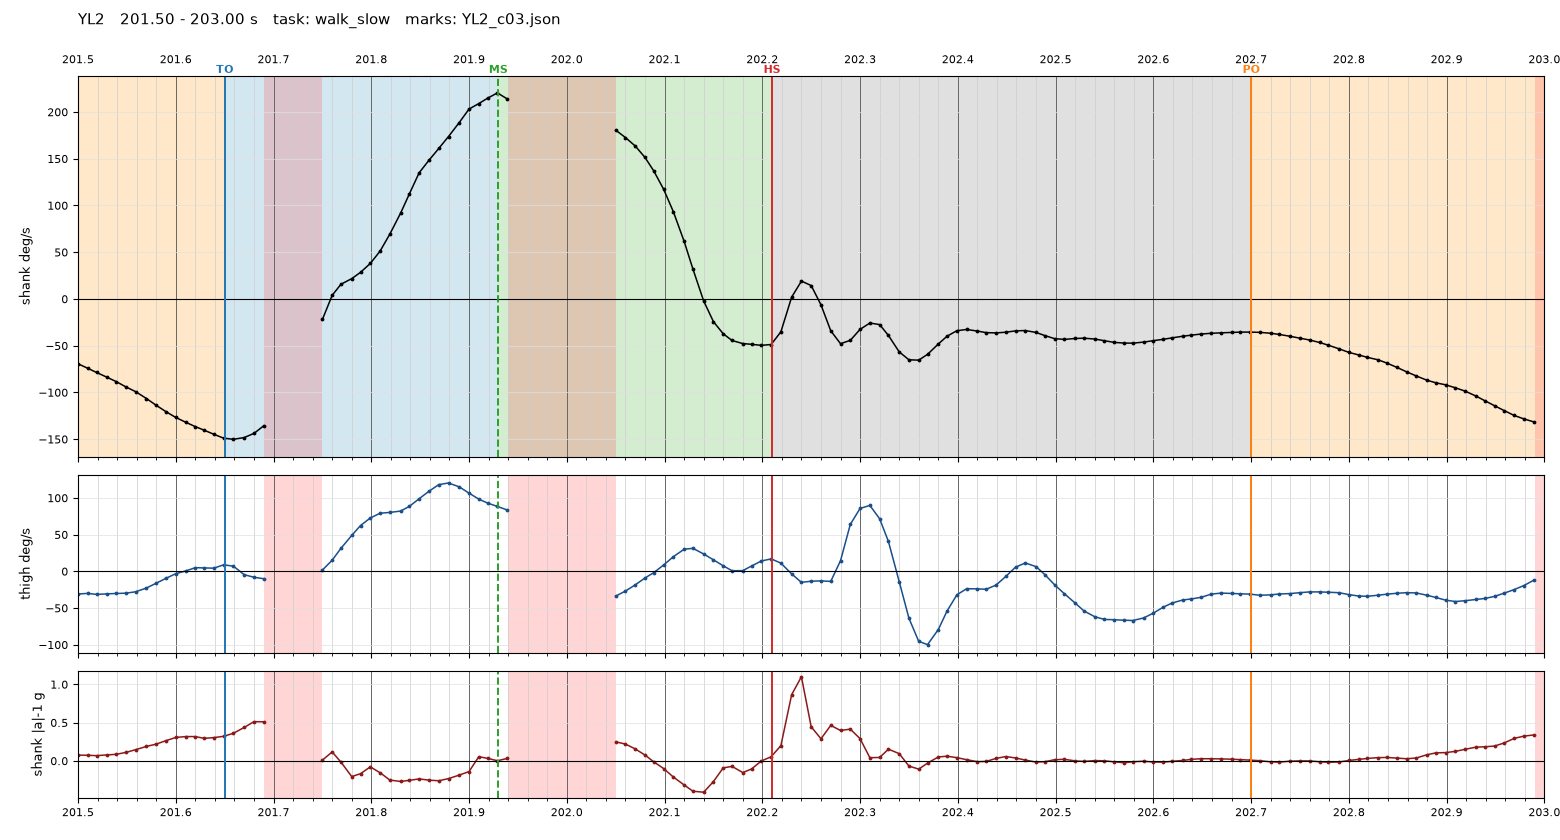 YL2   201.50 - 203.00 s   task: walk_slow   marks: YL2_c03.json
201.5 201.6 201.7 201.8 201.9 202.0 202.1 202.2 202.3 202.4 202.5 202.6 202.7 202.8 202.9 203.0
TO MS HS PO
shank deg/s
200
150
100
50
0
−50
−100
−150
thigh deg/s
100
50
0
−50
−100
shank |a|-1 g
1.0
0.5
0.0
201.5 201.6 201.7 201.8 201.9 202.0 202.1 202.2 202.3 202.4 202.5 202.6 202.7 202.8 202.9 203.0